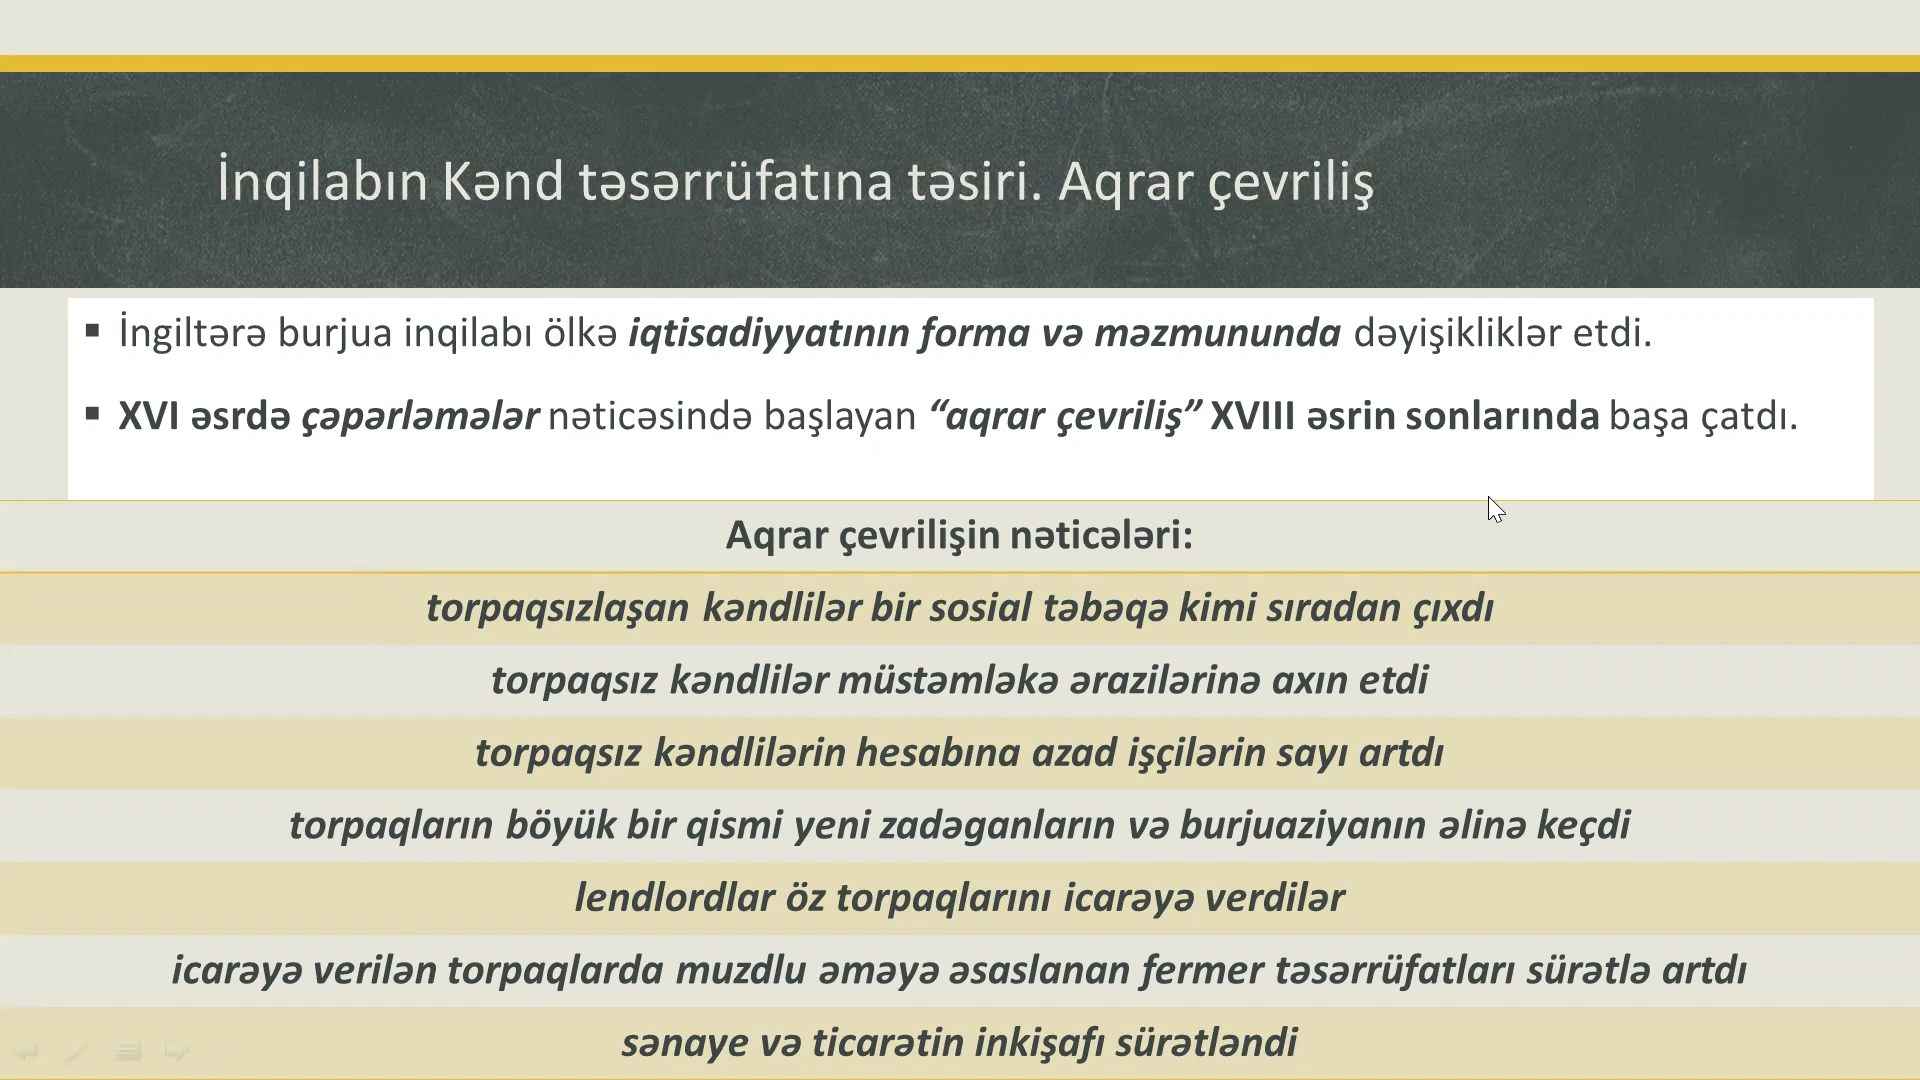 İnqilabın Kənd təsərrüfatına təsiri. Aqrar çevriliş
▪ İngiltərə burjua inqilabı ölkə iqtisadiyyatının forma və məzmununda dəyişikliklər etdi.
▪ XVI əsrdə çəpərləmələr nəticəsində başlayan “aqrar çevriliş” XVIII əsrin sonlarında başa çatdı.
Aqrar çevrilişin nəticələri:
torpaqsızlaşan kəndlilər bir sosial təbəqə kimi sıradan çıxdı
torpaqsız kəndlilər müstəmləkə ərazilərinə axın etdi
torpaqsız kəndlilərin hesabına azad işçilərin sayı artdı
torpaqların böyük bir qismi yeni zadəganların və burjuaziyanın əlinə keçdi
lendlordlar öz torpaqlarını icarəyə verdilər
icarəyə verilən torpaqlarda muzdlu əməyə əsaslanan fermer təsərrüfatları sürətlə artdı
sənaye və ticarətin inkişafı sürətləndi